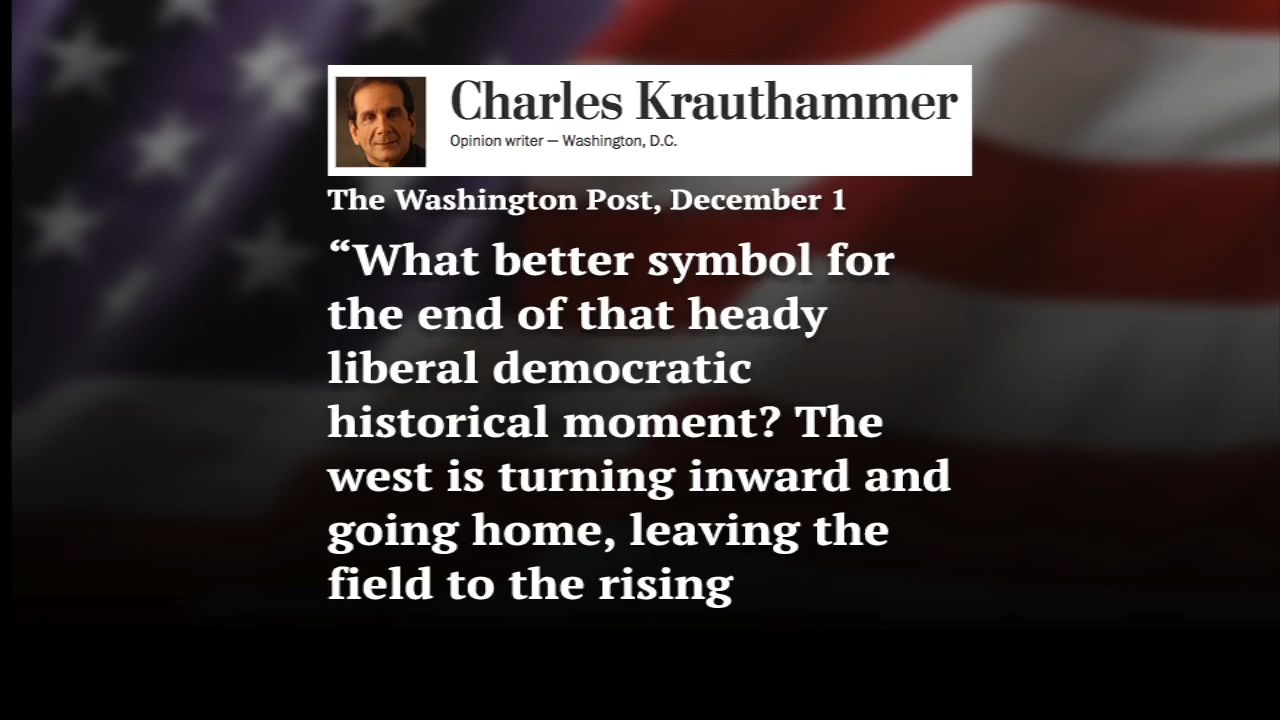 Charles Krauthammer
Opinion writer — Washington, D.C.
The Washington Post, December 1
“What better symbol for
the end of that heady
liberal democratic
historical moment? The
west is turning inward and
going home, leaving the
field to the rising